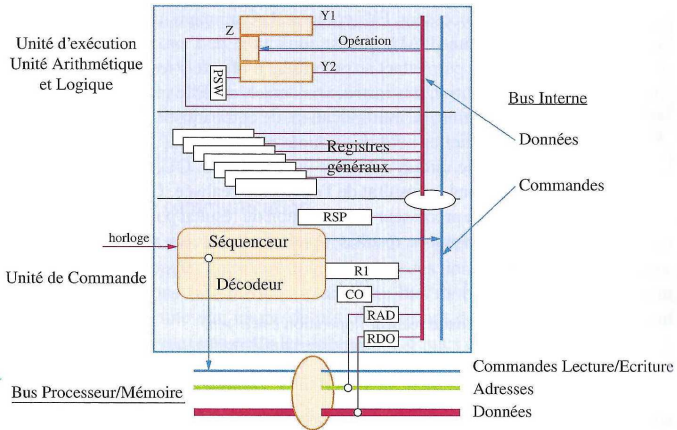 Y1
Z
Opération
Unité d'exécution
Unité Arithmétique
et Logique
Y2
PSW
Bus Interne
Données
Registres
généraux
Commandes
RSP
horloge
Séquenceur
Unité de Commande
Décodeur
R1
CO
RAD
RDO
Commandes Lecture/Ecriture
Bus Processeur/Mémoire
Adresses
Données